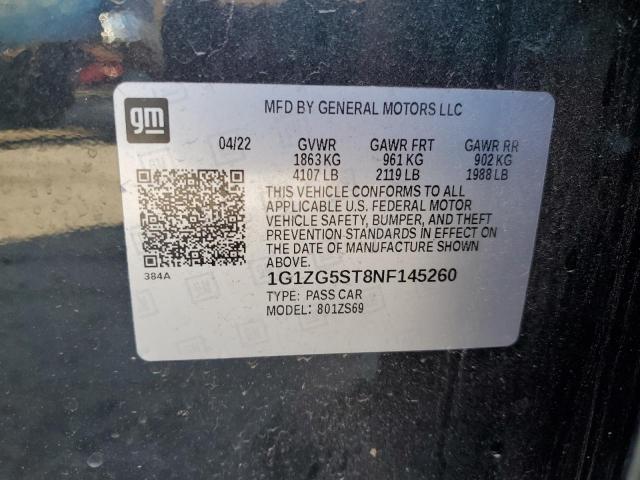 gm
MFD BY GENERAL MOTORS LLC
04/22 GVWR GAWR FRT GAWR RR
1863 KG 961 KG 902 KG
4107 LB 2119 LB 1988 LB
THIS VEHICLE CONFORMS TO ALL
APPLICABLE U.S. FEDERAL MOTOR
VEHICLE SAFETY, BUMPER, AND THEFT
PREVENTION STANDARDS IN EFFECT ON
THE DATE OF MANUFACTURE SHOWN
ABOVE.
384A
1G1ZG5ST8NF145260
TYPE: PASS CAR
MODEL: 801ZS69